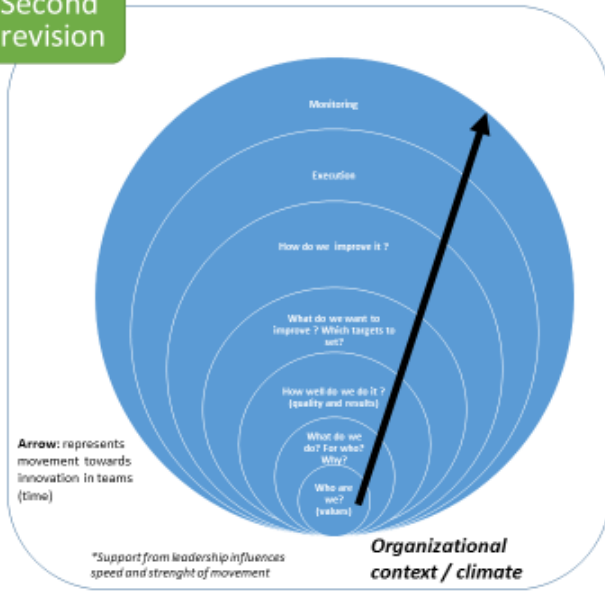 Second
revision
Monitoring
Execution
How do we improve it ?
What do we want to
improve ? Which targets to
set?
How well do we do it ?
(quality and results)
What do we
do? For who?
Why?
Who are
we?
(values)
Arrow: represents
movement towards
innovation in teams
(time)
*Support from leadership influences
speed and strenght of movement
Organizational
context / climate